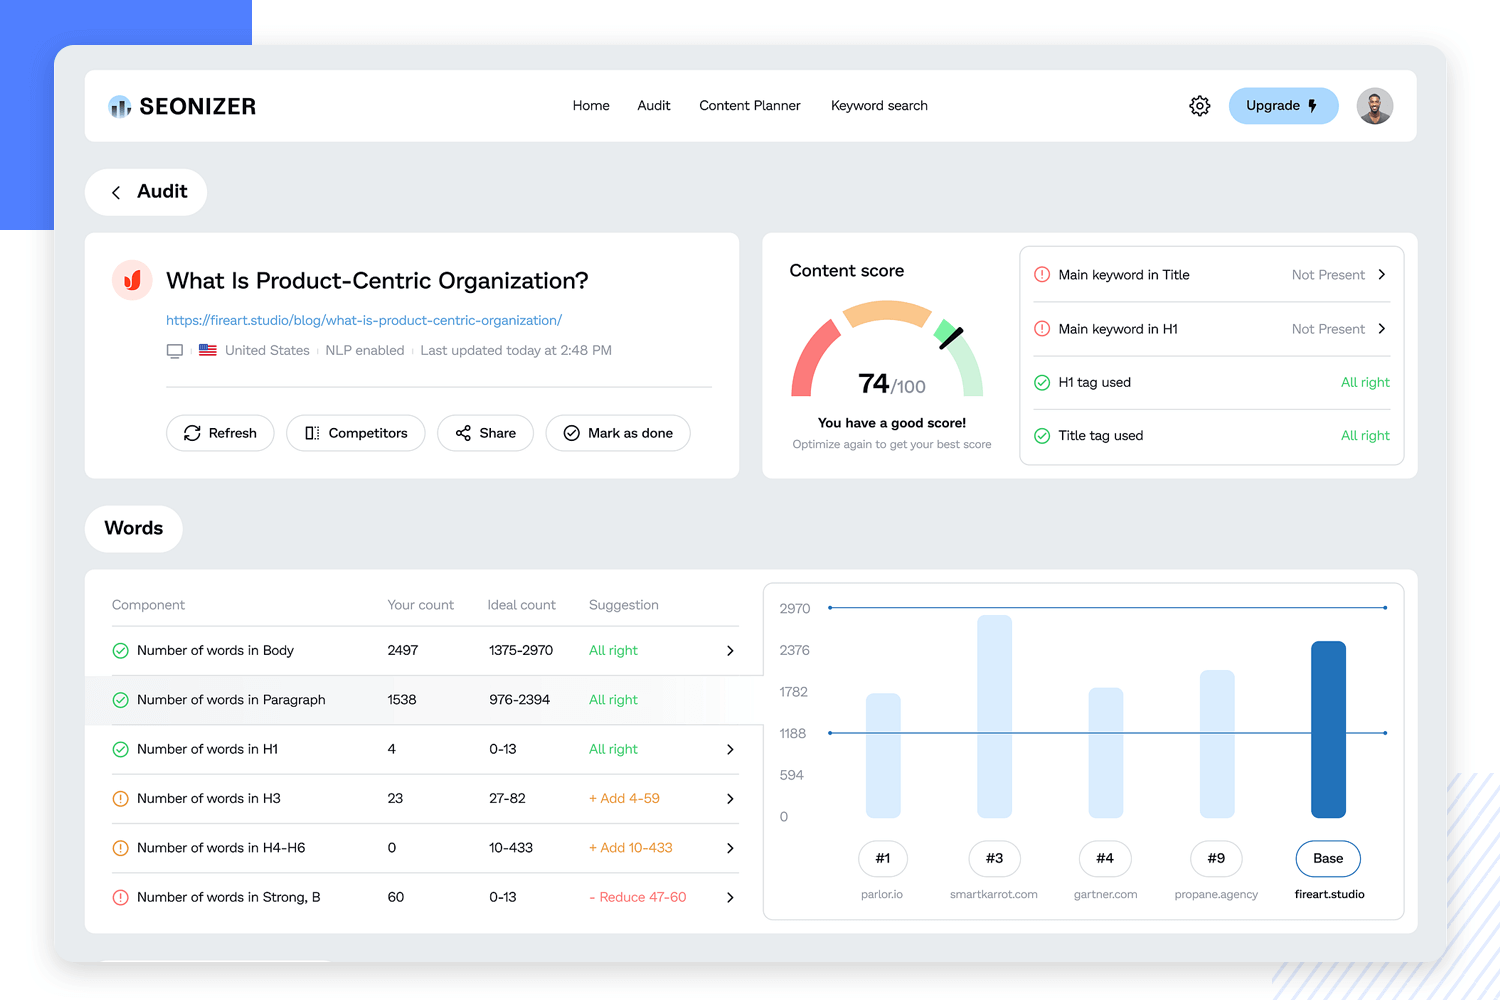 SEONIZER
Home Audit Content Planner Keyword search
Upgrade
Audit
What Is Product-Centric Organization?
https://fireart.studio/blog/what-is-product-centric-organization/
United States NLP enabled Last updated today at 2:48 PM
Refresh Competitors Share Mark as done
Content score
74/100
You have a good score!
Optimize again to get your best score
Main keyword in Title Not Present
Main keyword in H1 Not Present
H1 tag used All right
Title tag used All right
Words
Component Your count Ideal count Suggestion
Number of words in Body 2497 1375-2970 All right
Number of words in Paragraph 1538 976-2394 All right
Number of words in H1 4 0-13 All right
Number of words in H3 23 27-82 + Add 4-59
Number of words in H4-H6 0 10-433 + Add 10-433
Number of words in Strong, B 60 0-13 - Reduce 47-60
2970
2376
1782
1188
594
0
#1 #3 #4 #9 Base
parlor.io smartkarrot.com gartner.com propane.agency fireart.studio